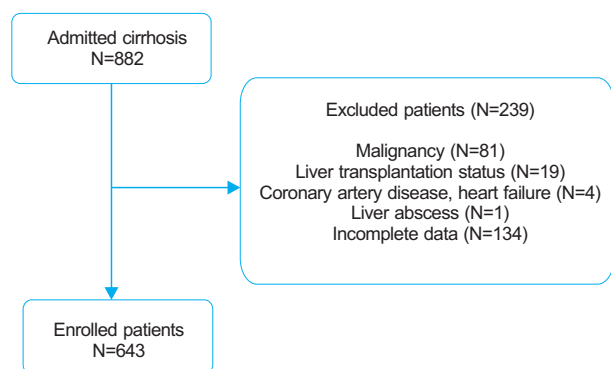 Admitted cirrhosis
N=882
Excluded patients (N=239)
Malignancy (N=81)
Liver transplantation status (N=19)
Coronary artery disease, heart failure (N=4)
Liver abscess (N=1)
Incomplete data (N=134)
Enrolled patients
N=643